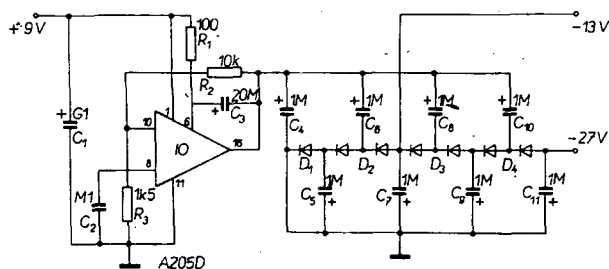 +9V
100
R1
10k
R2
20M
+
C3
+ G1
C1
1
6
10
IO
16
8
11
M1
C2
1k5
R3
A205D
-13V
1M
+
C4
1M
+
C6
1M
+
C8
1M
+
C10
D1
D2
D3
D4
-27V
1M
C5 +
1M
C7 +
1M
C9 +
1M
C11 +